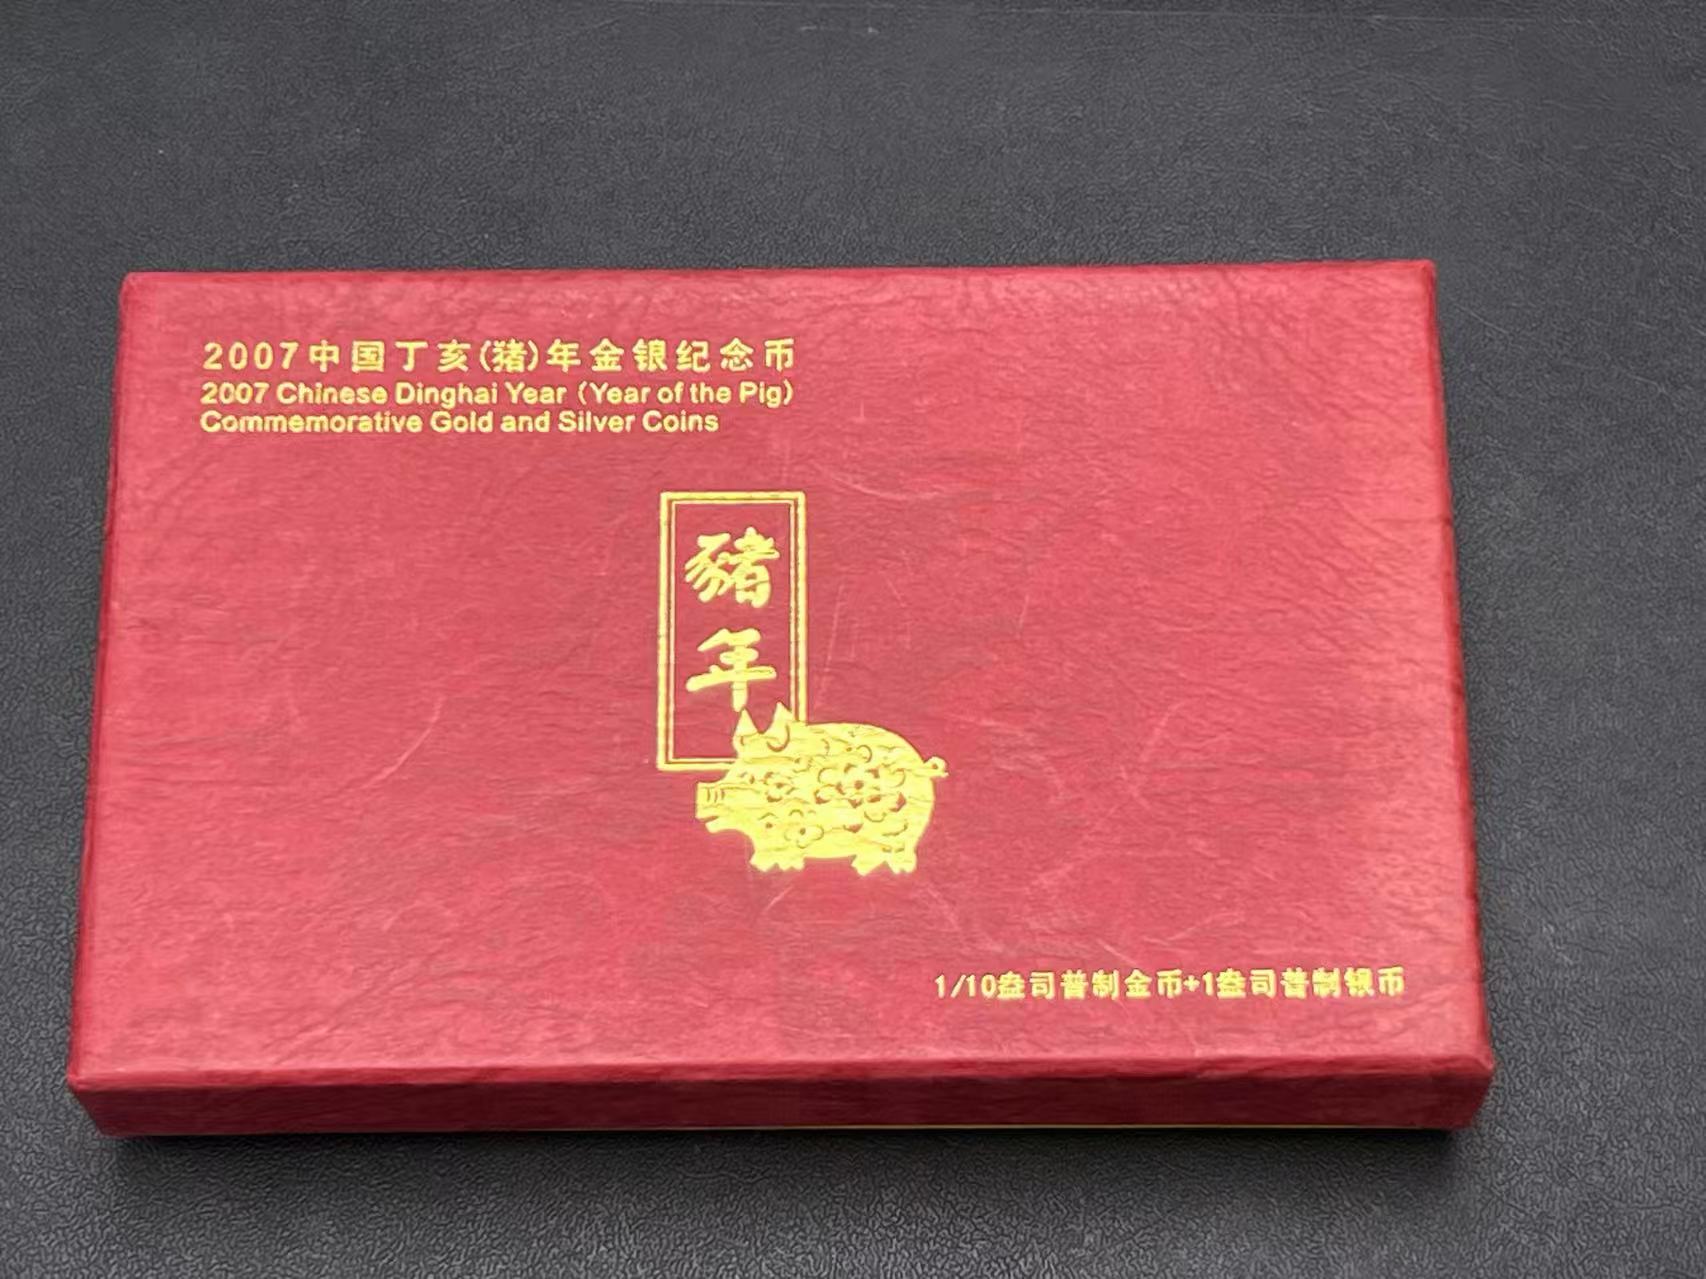 2007中国丁亥(猪)年金银纪念币
2007 Chinese Dinghai Year (Year of the Pig)
Commemorative Gold and Silver Coins
豬
年
1/10盎司普制金币+1盎司普制银币